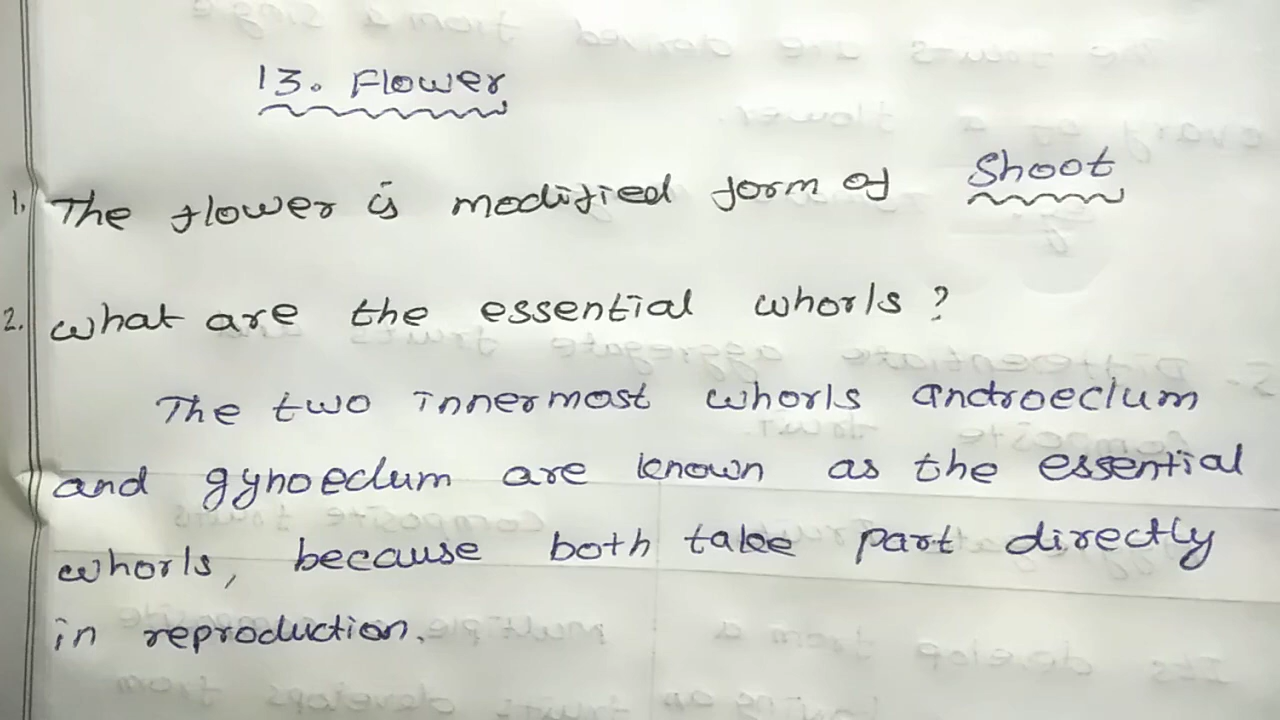 13. Flower
1. The flower is modified form of Shoot
2. what are the essential whorls ?
The two innermost whorls androecium
and gynoecium are known as the essential
whorls, because both take part directly
in reproduction.